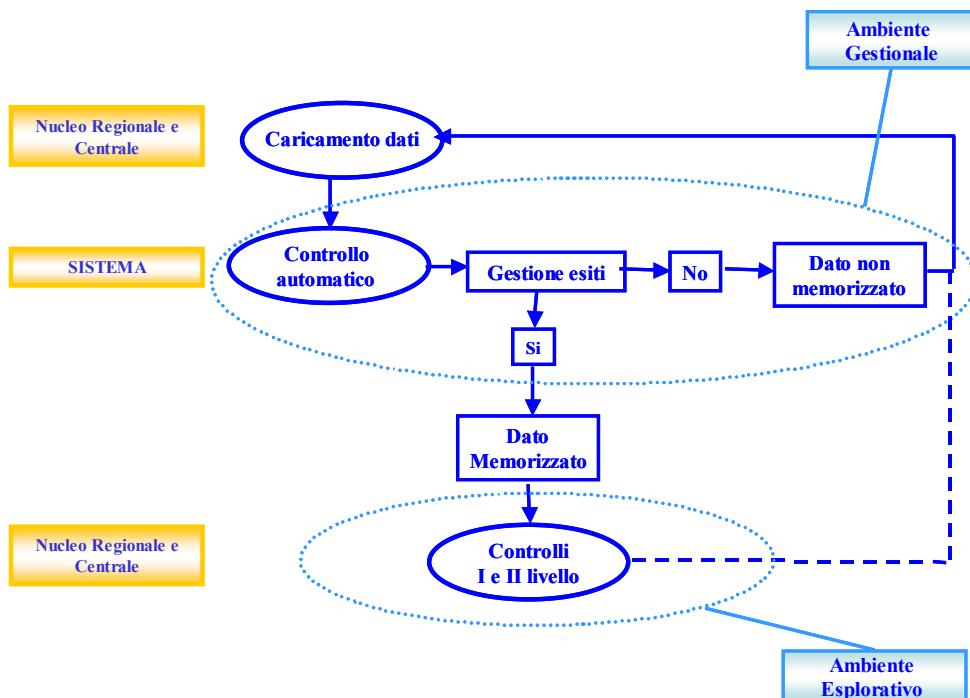 Ambiente
Gestionale
Nucleo Regionale e
Centrale
Caricamento dati
SISTEMA
Controllo
automatico
Gestione esiti
No
Dato non
memorizzato
Si
Dato
Memorizzato
Nucleo Regionale e
Centrale
Controlli
I e II livello
Ambiente
Esplorativo